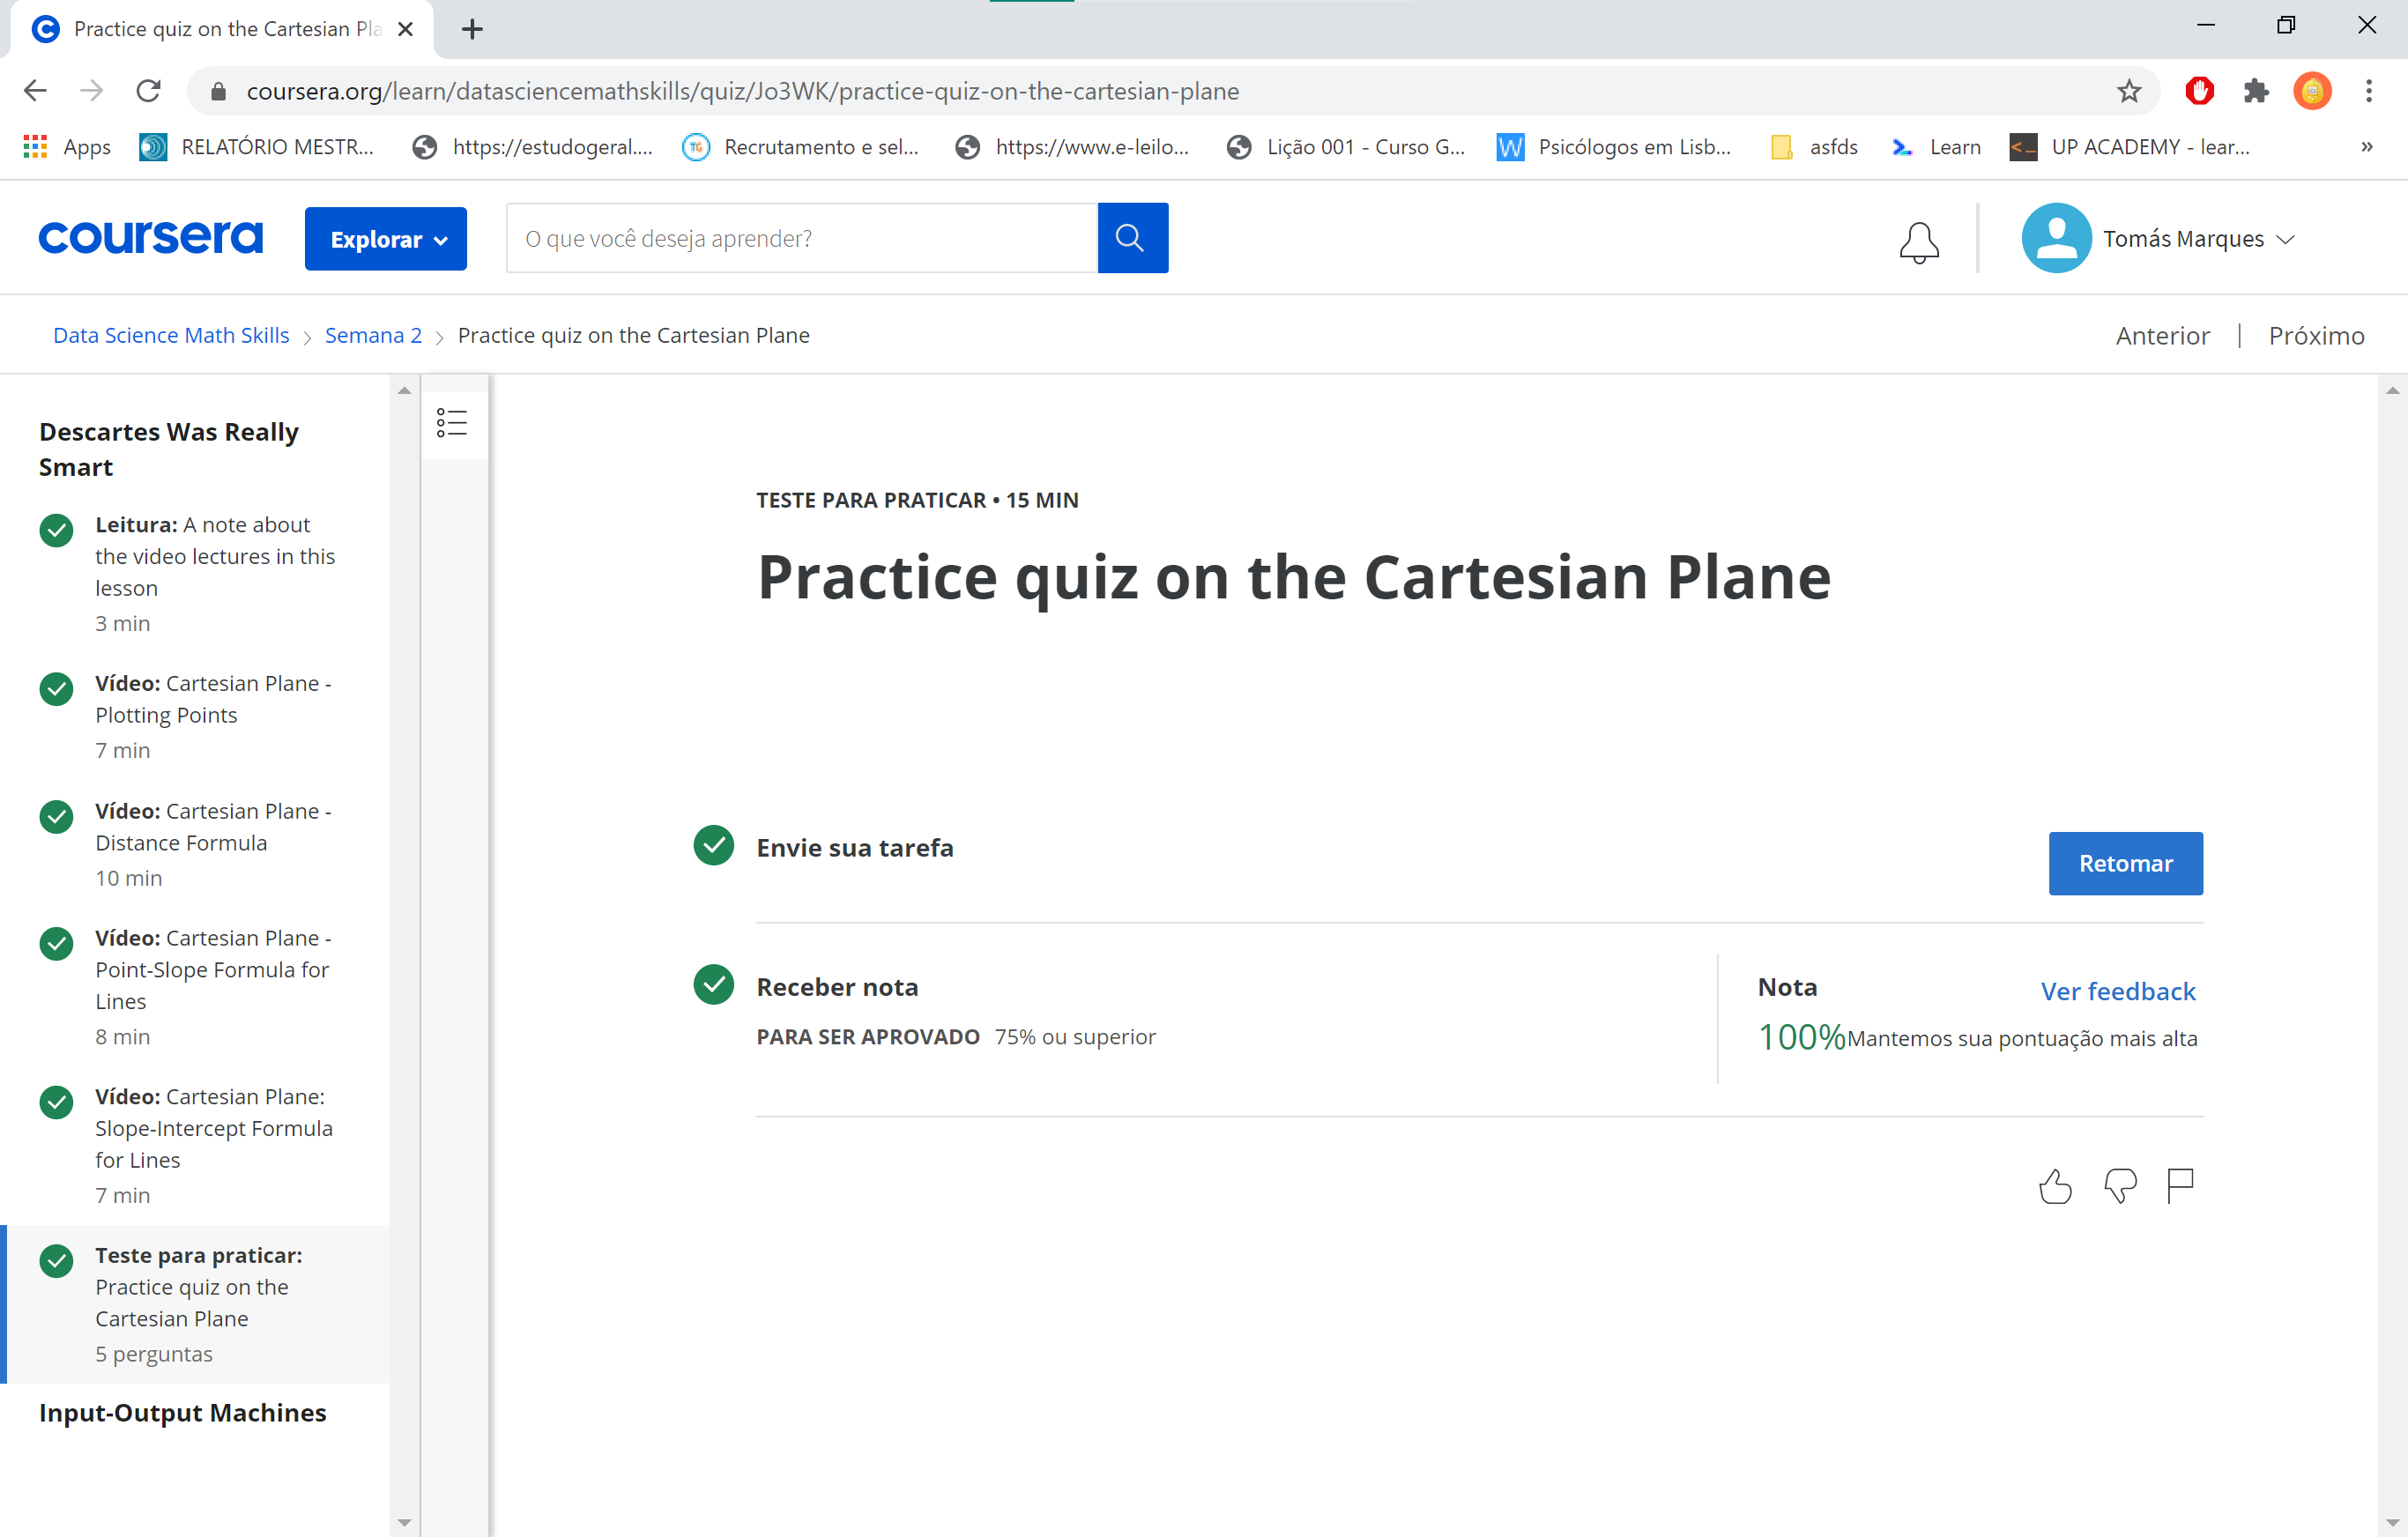 Practice quiz on the Cartesian Pla
coursera.org/learn/datasciencemathskills/quiz/Jo3WK/practice-quiz-on-the-cartesian-plane
Apps RELATÓRIO MESTR... https://estudogeral.... TG Recrutamento e sel... https://www.e-leilo... Lição 001 - Curso G... W Psicólogos em Lisb... asfds Learn UP ACADEMY - lear... »
coursera Explorar O que você deseja aprender? Tomás Marques
Data Science Math Skills > Semana 2 > Practice quiz on the Cartesian Plane Anterior | Próximo
Descartes Was Really
Smart
Leitura: A note about
the video lectures in this
lesson
3 min
Vídeo: Cartesian Plane -
Plotting Points
7 min
Vídeo: Cartesian Plane -
Distance Formula
10 min
Vídeo: Cartesian Plane -
Point-Slope Formula for
Lines
8 min
Vídeo: Cartesian Plane:
Slope-Intercept Formula
for Lines
7 min
Teste para praticar:
Practice quiz on the
Cartesian Plane
5 perguntas
Input-Output Machines
TESTE PARA PRATICAR • 15 MIN
Practice quiz on the Cartesian Plane
Envie sua tarefa
Retomar
Receber nota
PARA SER APROVADO 75% ou superior
Nota
Ver feedback
100% Mantemos sua pontuação mais alta